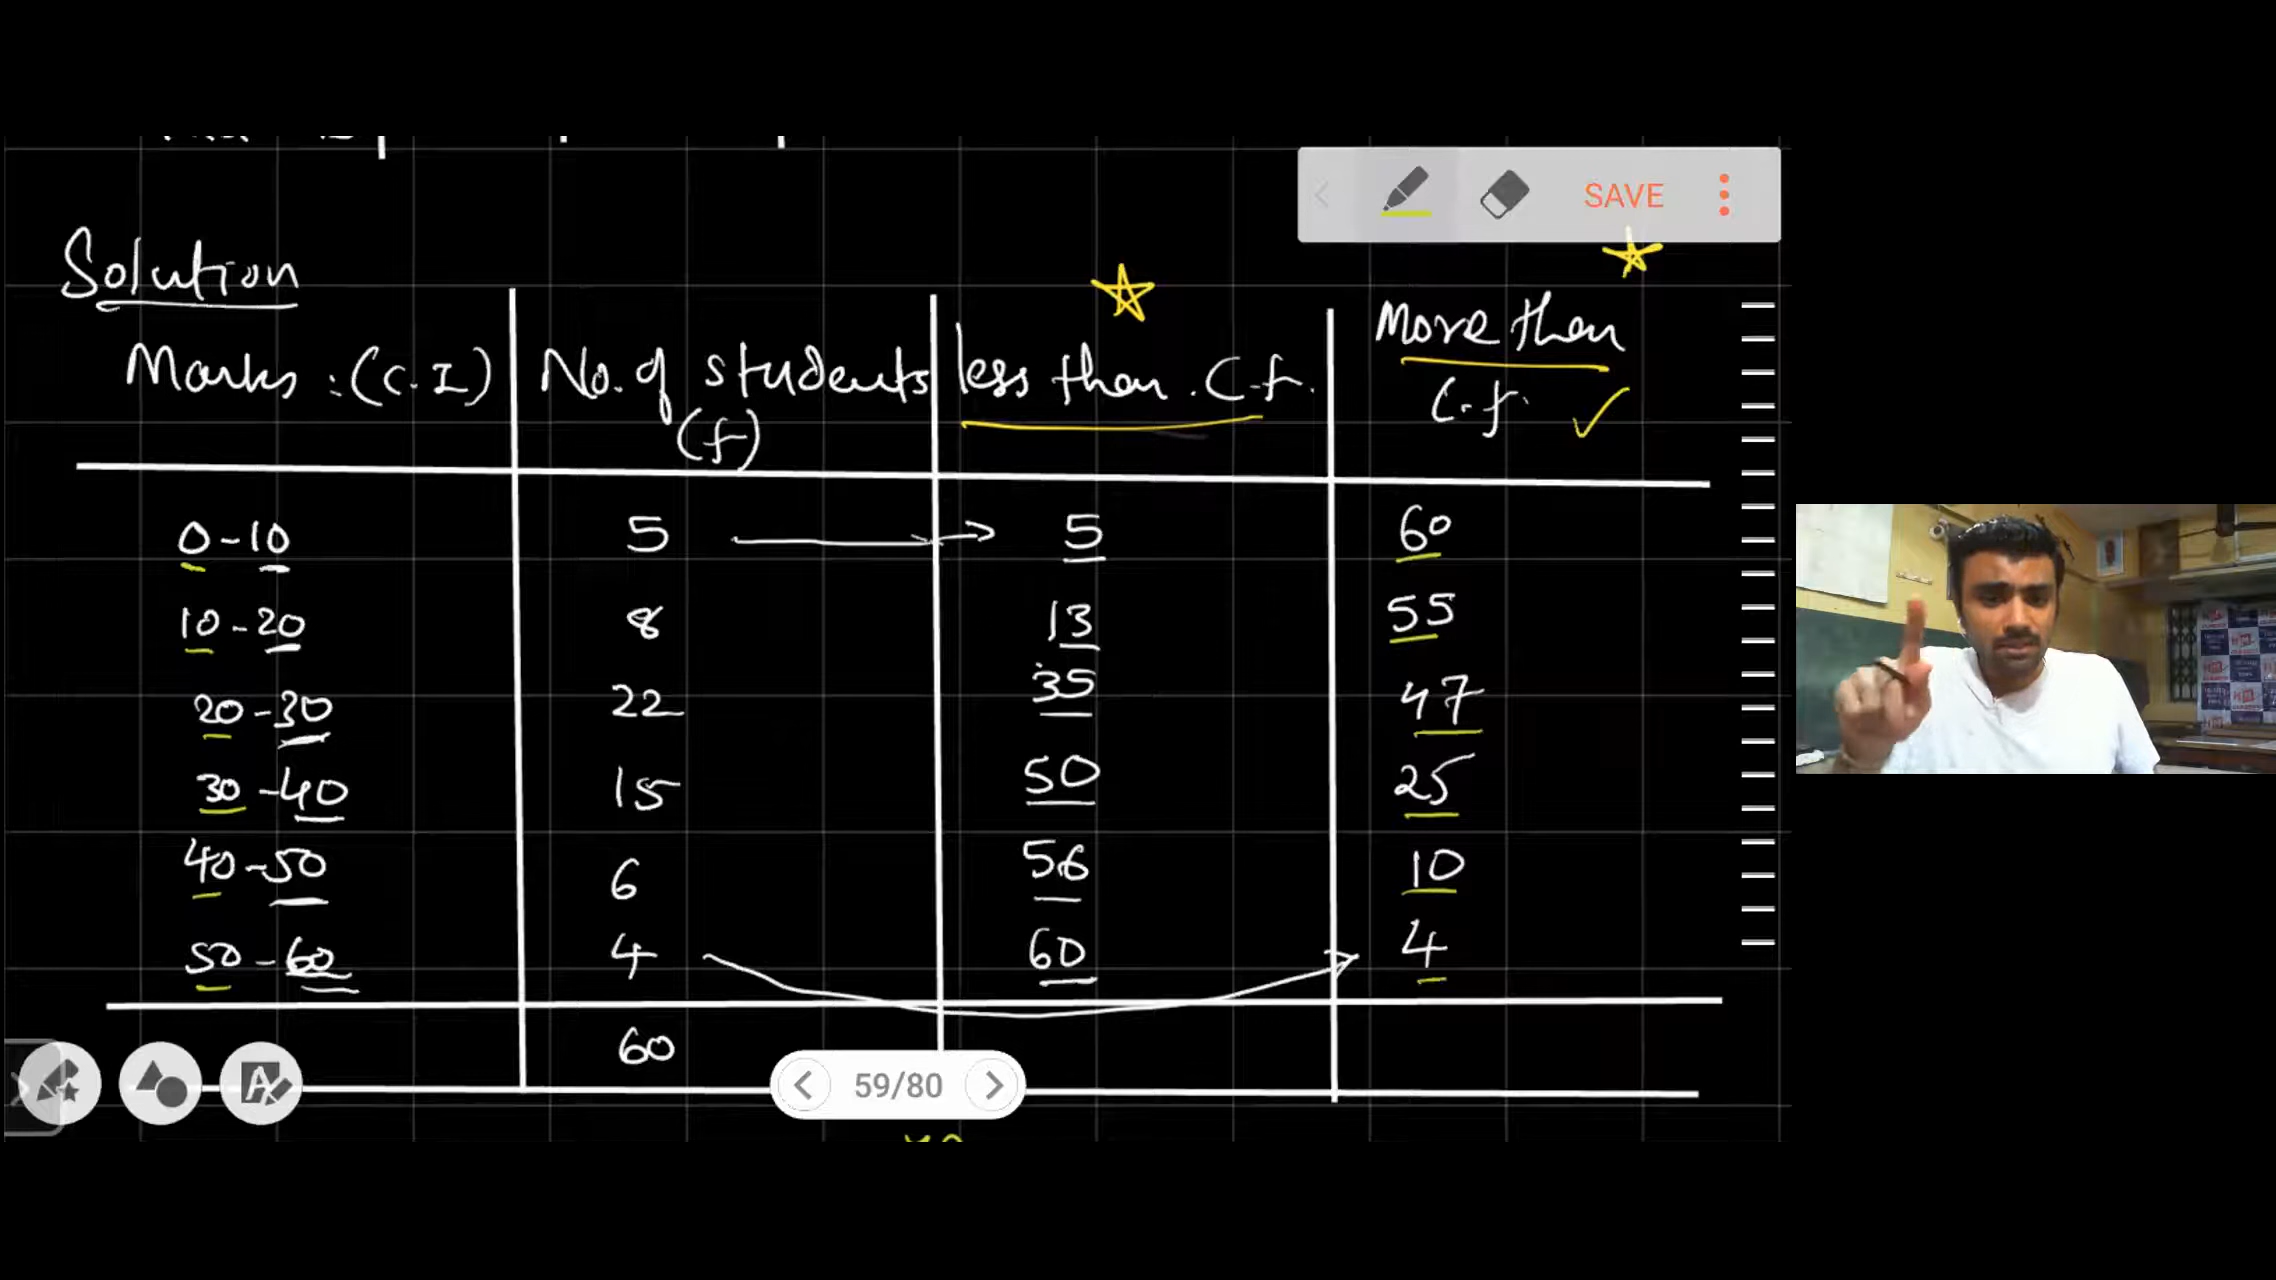 SAVE
Solution
Marks :(C.I) No. of students (f) less than .C.f. More than C.f.
0-10 5 5 60
10-20 8 13 55
20-30 22 35 47
30-40 15 50 25
40-50 6 56 10
50-60 4 60 4
60
59/80